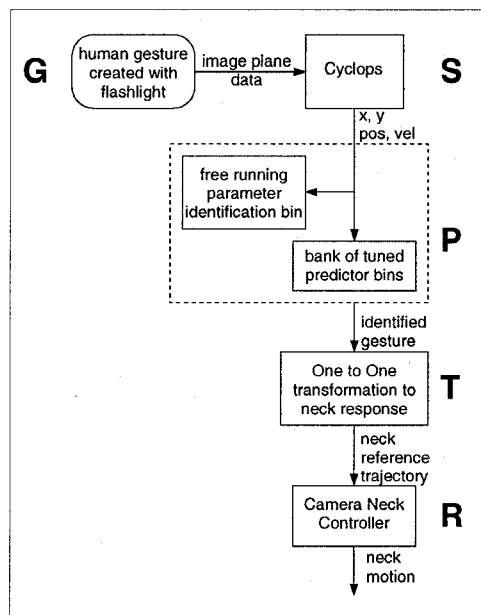 G
human gesture
created with
flashlight
image plane
data
Cyclops
S
x, y
pos, vel
free running
parameter
identification bin
P
bank of tuned
predictor bins
identified
gesture
One to One
transformation to
neck response
T
neck
reference
trajectory
Camera Neck
Controller
R
neck
motion